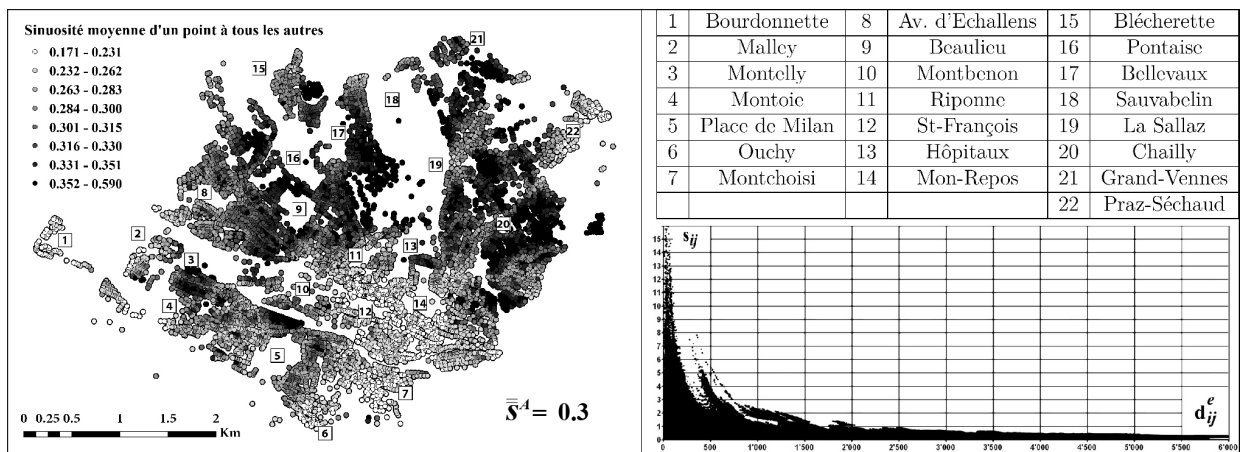 Sinuosité moyenne d'un point à tous les autres
0.171 - 0.231
0.232 - 0.262
0.263 - 0.283
0.284 - 0.300
0.301 - 0.315
0.316 - 0.330
0.331 - 0.351
0.352 - 0.590
21
15
18
22
17
19
16
8
9
20
1
2
11
13
3
10
14
4
12
5
7
6
s̿ᴬ = 0.3
0 0.25 0.5 1 1.5 2
Km
1 Bourdonnette 8 Av. d'Echallens 15 Blécherette
2 Malley 9 Beaulieu 16 Pontaise
3 Montelly 10 Montbenon 17 Bellevaux
4 Montoie 11 Riponne 18 Sauvabelin
5 Place de Milan 12 St-François 19 La Sallaz
6 Ouchy 13 Hôpitaux 20 Chailly
7 Montchoisi 14 Mon-Repos 21 Grand-Vennes
22 Praz-Séchaud
s_ij
15
14
13
12
11
10
9
8
7
6
5
4
3
2
1
0
d^e_ij
0 500 1'000 1'500 2'000 2'500 3'000 3'500 4'000 4'500 5'000 5'500 6'000